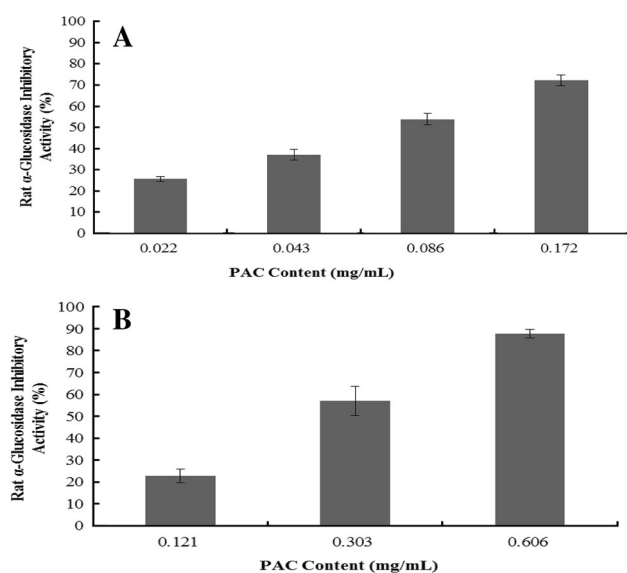 A
Rat α-Glucosidase Inhibitory
Activity (%)
100
90
80
70
60
50
40
30
20
10
0
0.022 0.043 0.086 0.172
PAC Content (mg/mL)
B
Rat α-Glucosidase Inhibitory
Activity (%)
100
90
80
70
60
50
40
30
20
10
0
0.121 0.303 0.606
PAC Content (mg/mL)